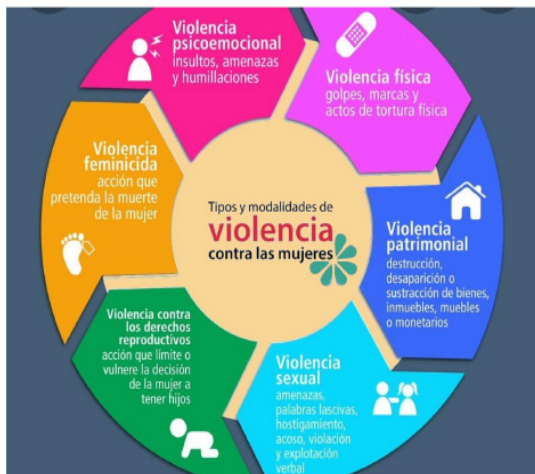 Violencia
psicoemocional
insultos, amenazas
y humillaciones
Violencia física
golpes, marcas y
actos de tortura física
Violencia
patrimonial
destrucción,
desaparición o
sustracción de bienes,
inmuebles, muebles
o monetarios
Violencia
sexual
amenazas,
palabras lascivas,
hostigamiento,
acoso, violación
y explotación
verbal
Violencia contra
los derechos
reproductivos
acción que límite o
vulnere la decisión
de la mujer a
tener hijos
Violencia
feminicida
acción que
pretenda la muerte
de la mujer
Tipos y modalidades de
violencia
contra las mujeres